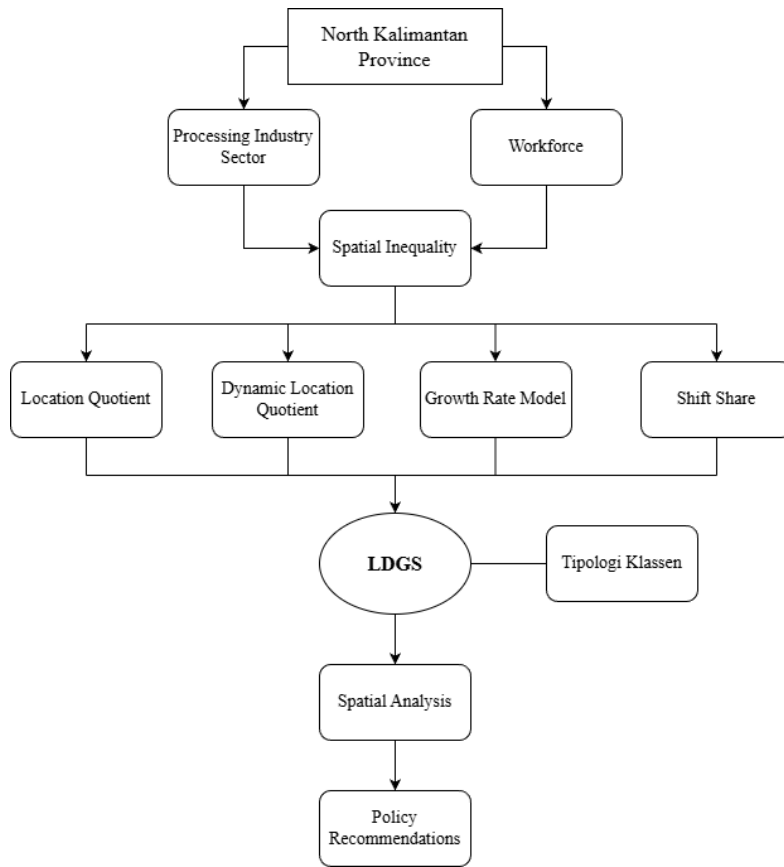 North Kalimantan
Province
Processing Industry
Sector
Workforce
Spatial Inequality
Location Quotient
Dynamic Location
Quotient
Growth Rate Model
Shift Share
LDGS
Tipologi Klassen
Spatial Analysis
Policy
Recommendations